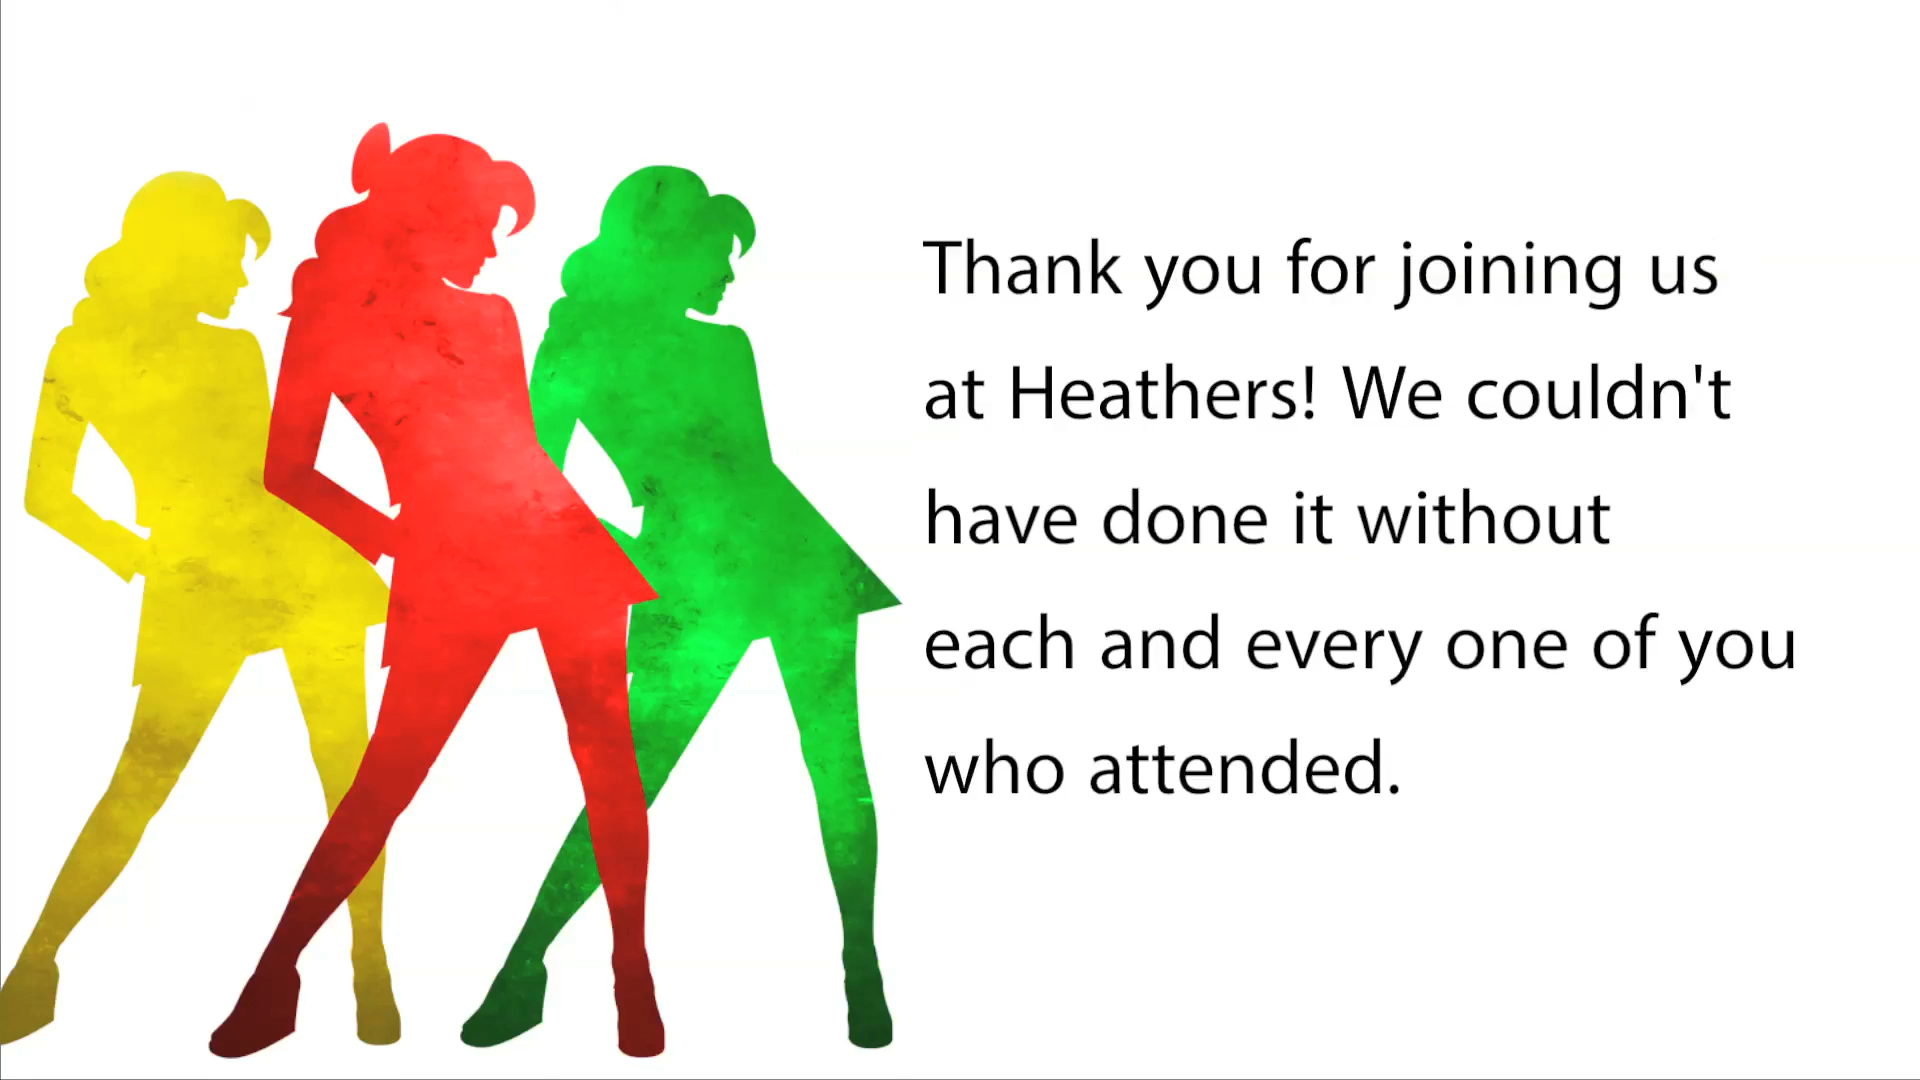 Thank you for joining us
at Heathers! We couldn't
have done it without
each and every one of you
who attended.